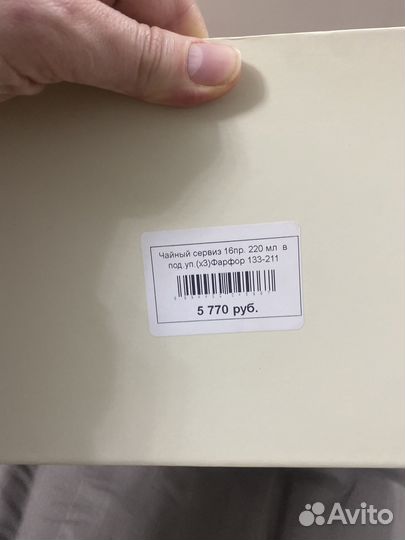 Чайный сервиз 16пр. 220 мл в
под.уп.(х3)Фарфор 133-211
5 770 руб.
Avito